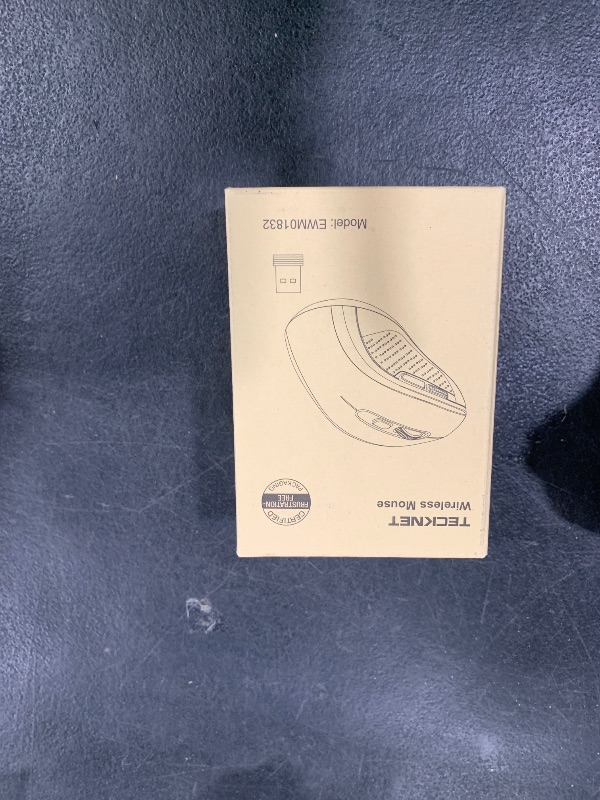 TECKNET
Wireless Mouse
CERTIFIED
FRUSTRATION-
FREE
PACKAGING
Model: EWM01832